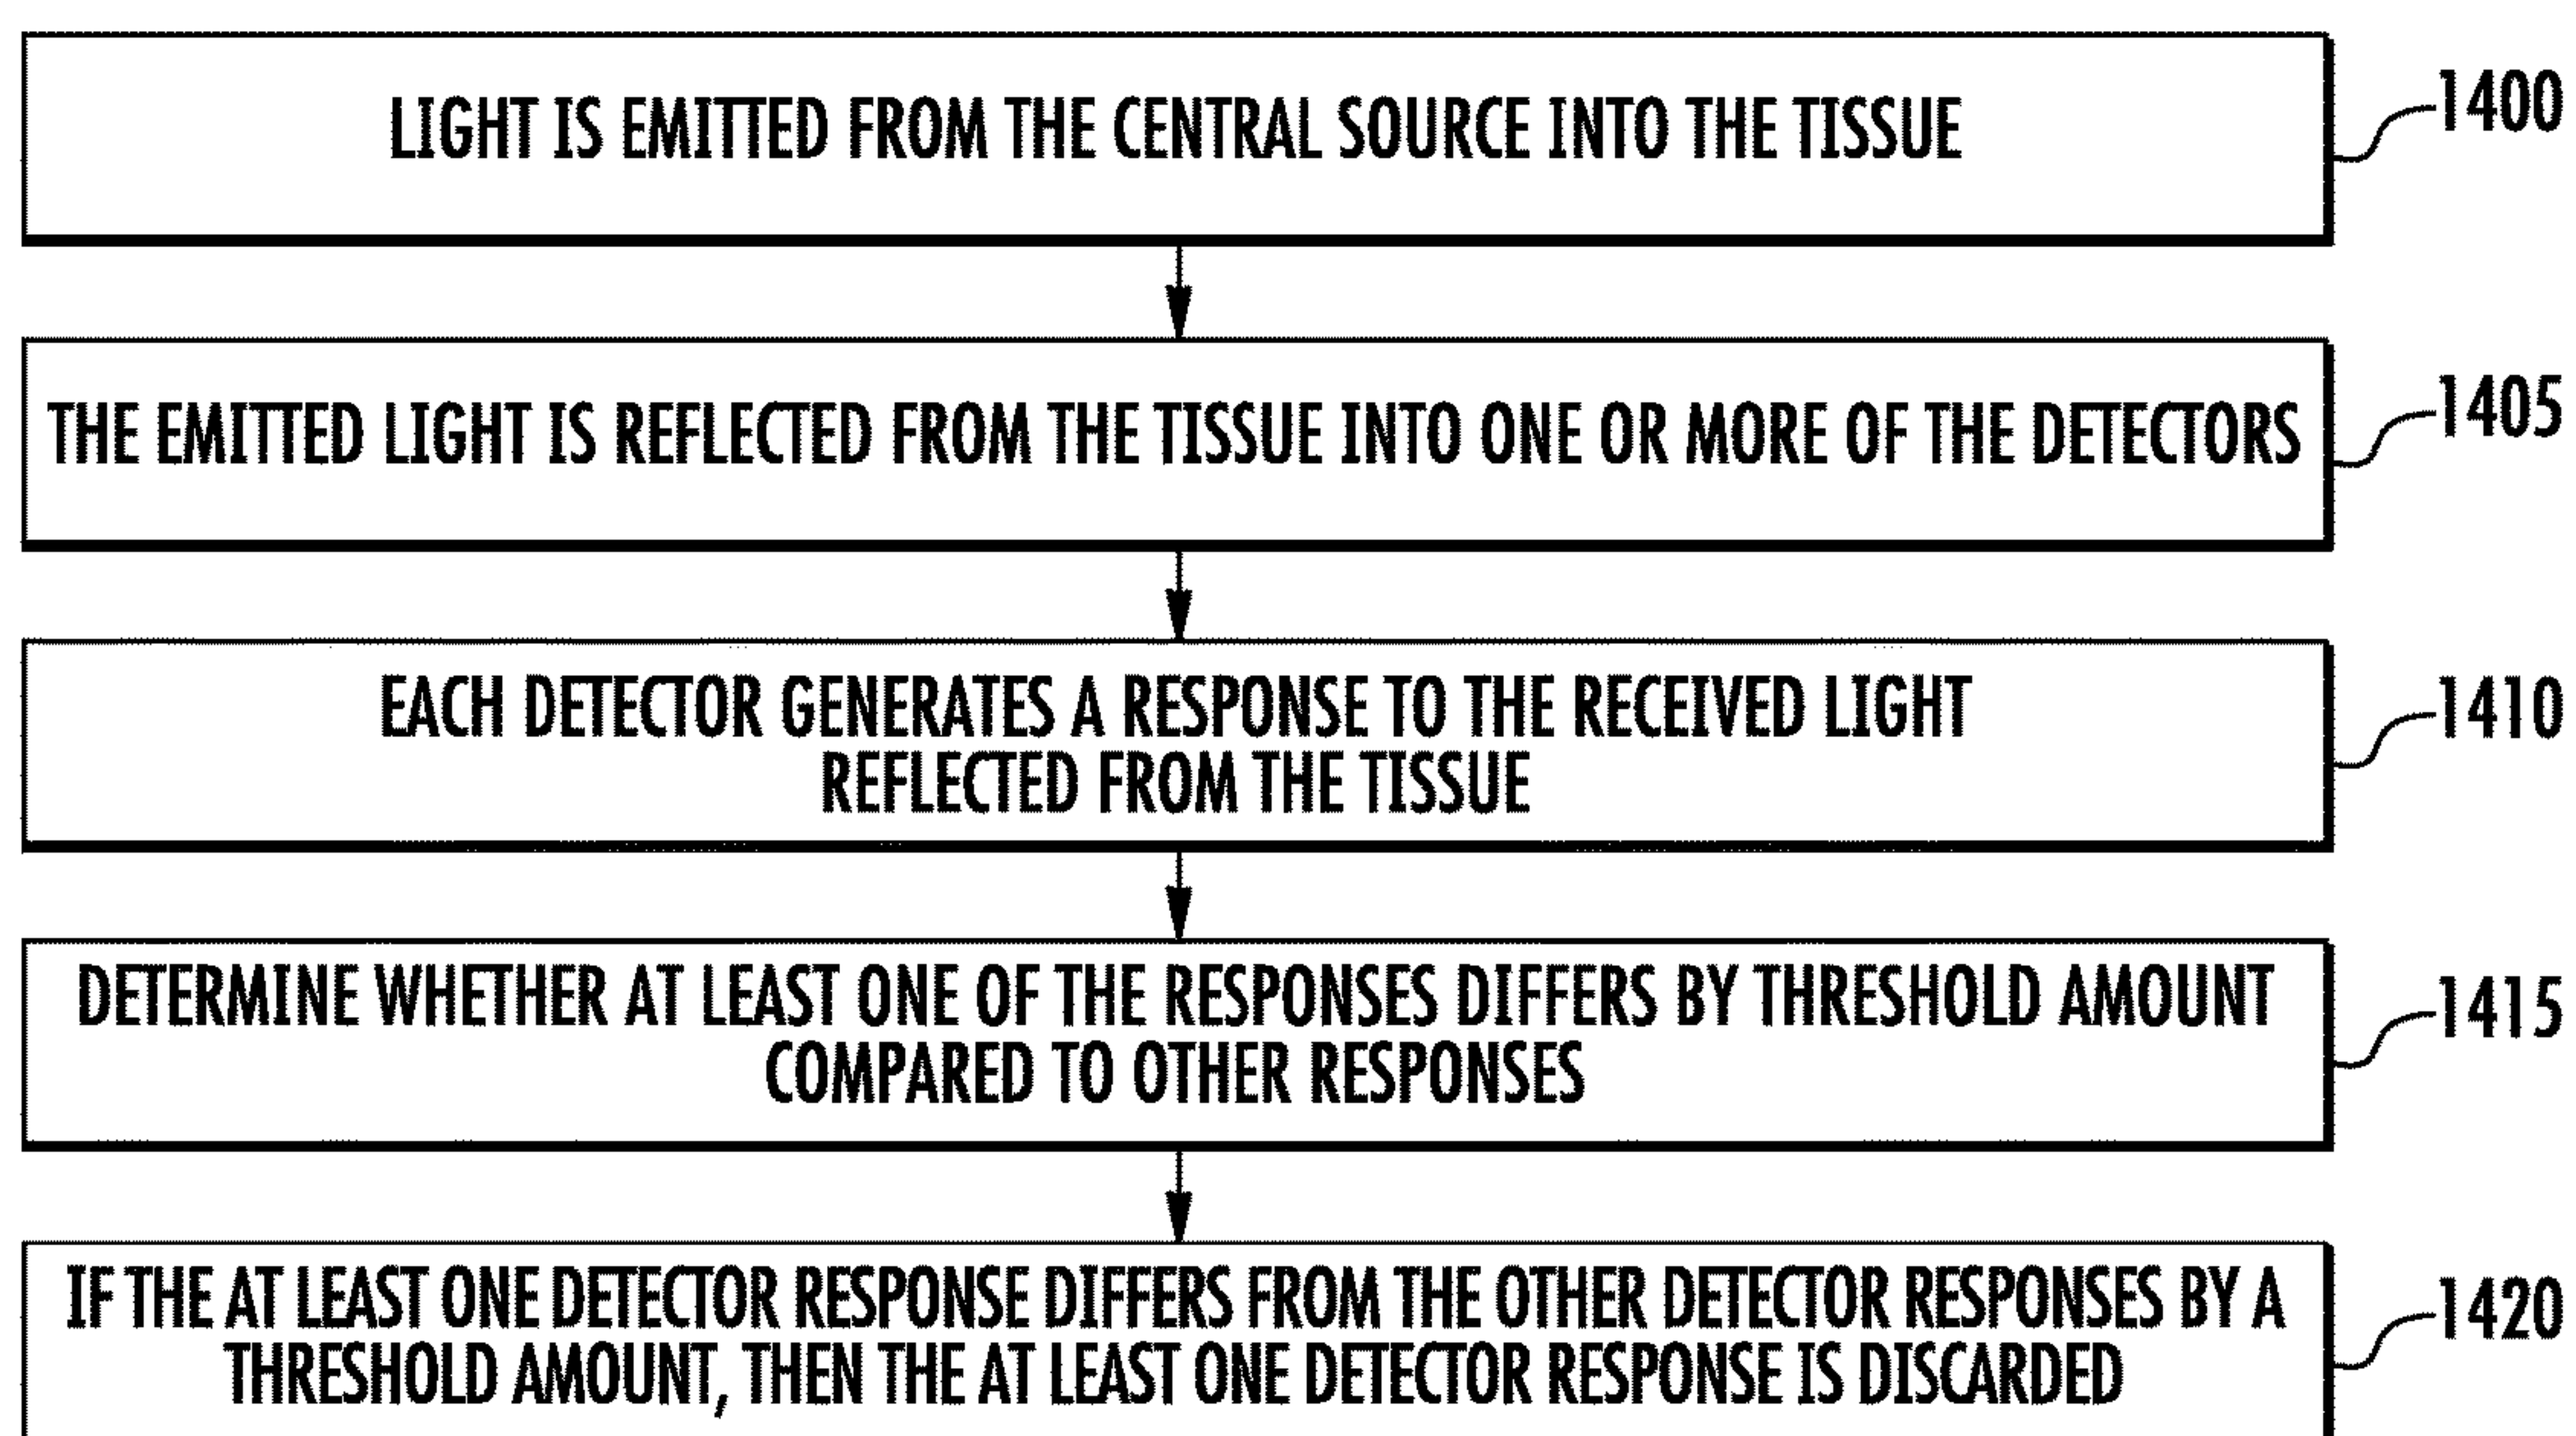 LIGHT IS EMITTED FROM THE CENTRAL SOURCE INTO THE TISSUE
1400
THE EMITTED LIGHT IS REFLECTED FROM THE TISSUE INTO ONE OR MORE OF THE DETECTORS
1405
EACH DETECTOR GENERATES A RESPONSE TO THE RECEIVED LIGHT
REFLECTED FROM THE TISSUE
1410
DETERMINE WHETHER AT LEAST ONE OF THE RESPONSES DIFFERS BY THRESHOLD AMOUNT
COMPARED TO OTHER RESPONSES
1415
IF THE AT LEAST ONE DETECTOR RESPONSE DIFFERS FROM THE OTHER DETECTOR RESPONSES BY A
THRESHOLD AMOUNT, THEN THE AT LEAST ONE DETECTOR RESPONSE IS DISCARDED
1420